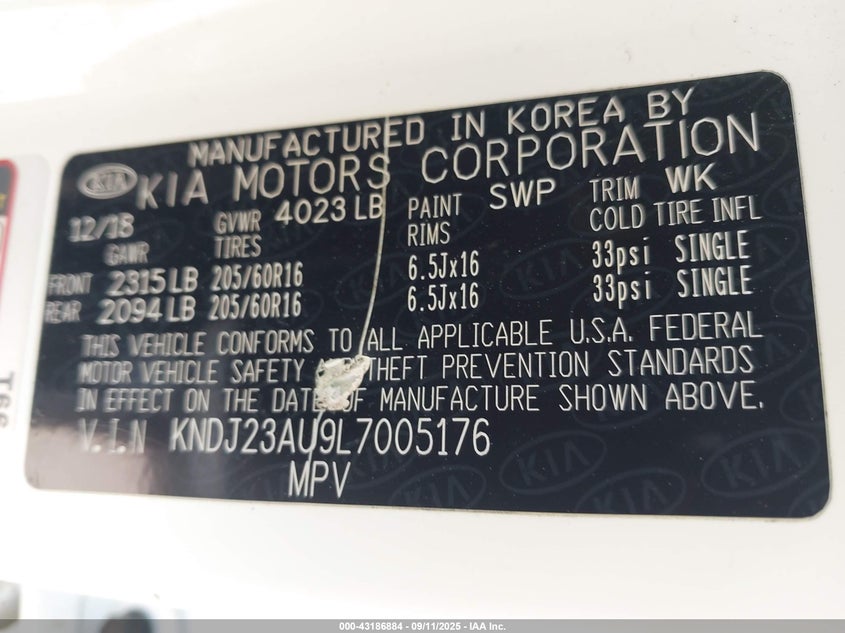 MANUFACTURED IN KOREA BY
KIA KIA MOTORS CORPORATION
12/18 GVWR 4023 LB PAINT SWP TRIM WK
GAWR TIRES RIMS COLD TIRE INFL
FRONT 2315 LB 205/60R16 6.5Jx16 33psi SINGLE
REAR 2094 LB 205/60R16 6.5Jx16 33psi SINGLE
THIS VEHICLE CONFORMS TO ALL APPLICABLE U.S.A. FEDERAL
MOTOR VEHICLE SAFETY THEFT PREVENTION STANDARDS
IN EFFECT ON THE DATE OF MANUFACTURE SHOWN ABOVE.
V.I.N KNDJ23AU9L7005176
MPV
000-43186884 - 09/11/2025 - IAA Inc.